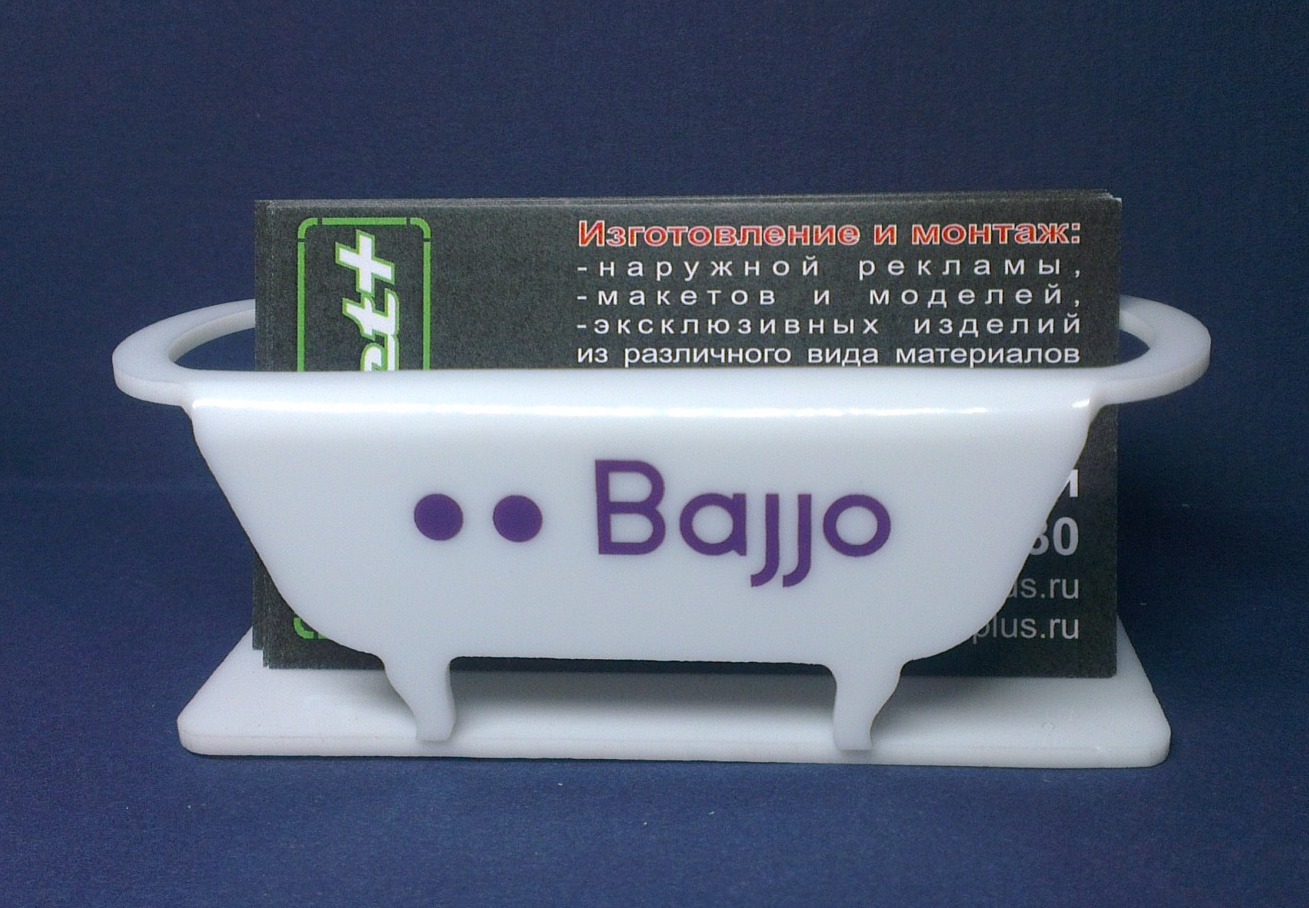 Изготовление и монтаж:
-наружной рекламы,
-макетов и моделей,
-эксклюзивных изделий
из различного вида материалов
Bajjo